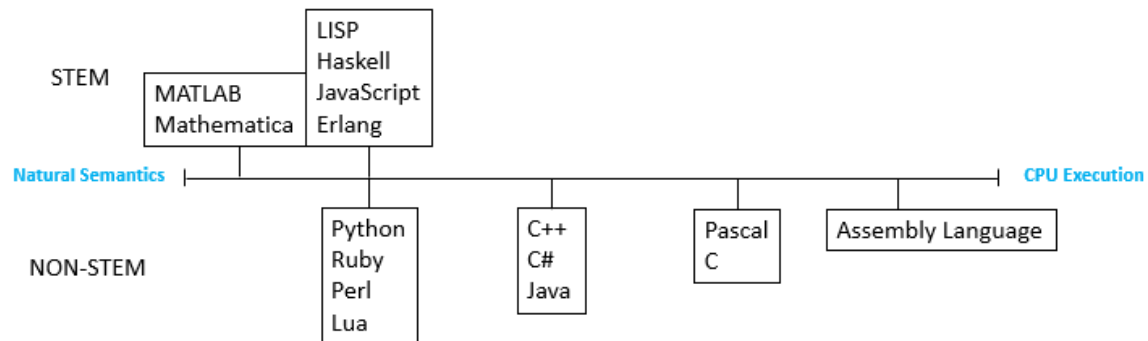 STEM
MATLAB
Mathematica
LISP
Haskell
JavaScript
Erlang
Natural Semantics
CPU Execution
NON-STEM
Python
Ruby
Perl
Lua
C++
C#
Java
Pascal
C
Assembly Language